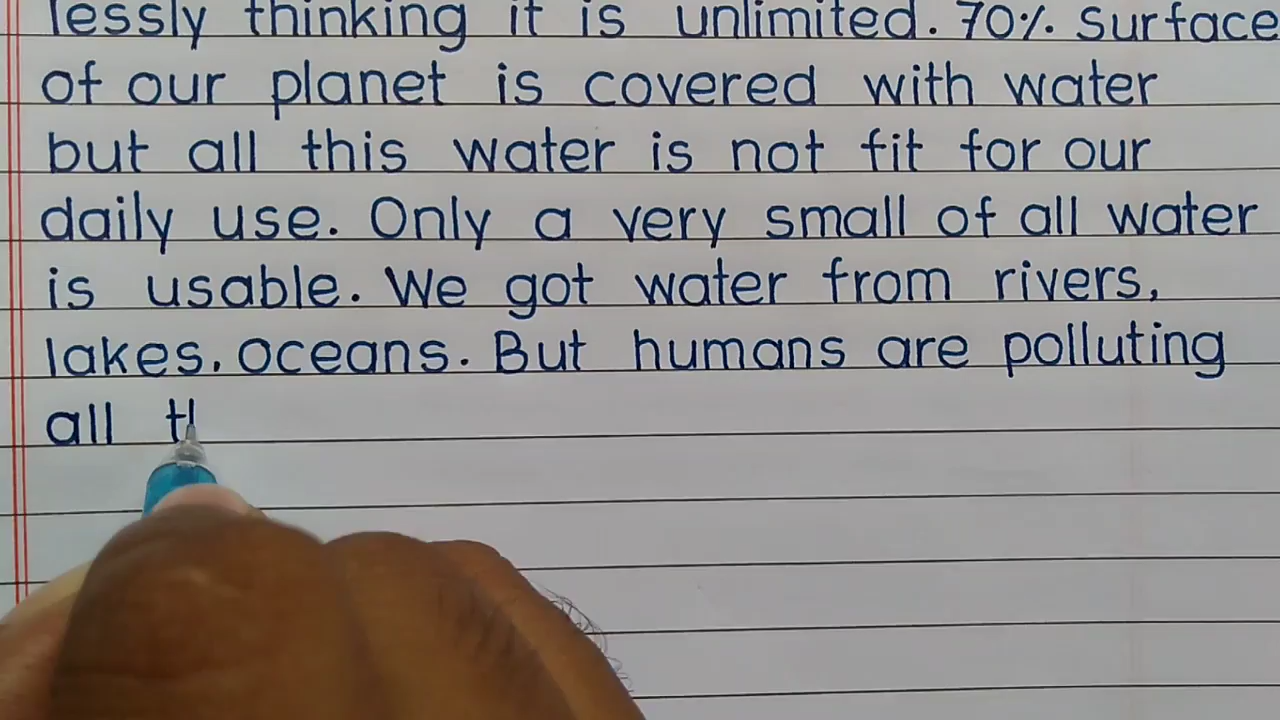 lessly thinking it is unlimited. 70% surface
of our planet is covered with water
but all this water is not fit for our
daily use. Only a very small of all water
is usable. We got water from rivers,
lakes, oceans. But humans are polluting
all